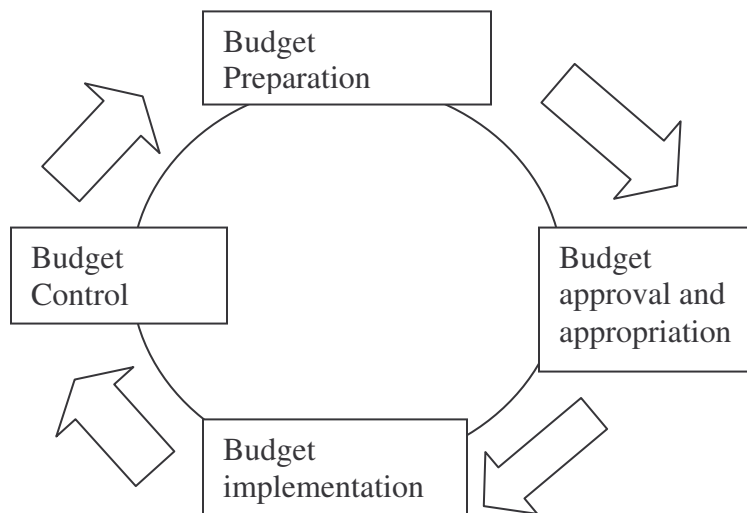 Budget
Preparation
Budget
approval and
appropriation
Budget
implementation
Budget
Control